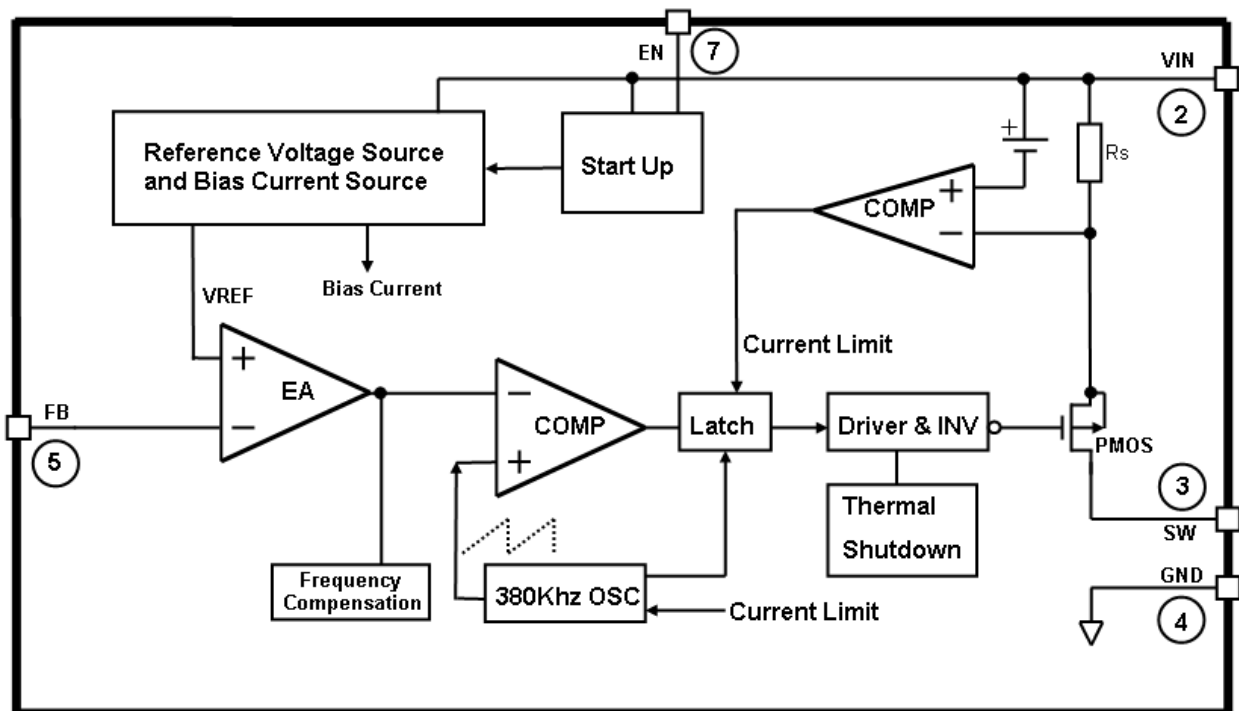 EN
7
VIN
2
Reference Voltage Source
and Bias Current Source
Start Up
+
Rs
+
COMP
−
VREF
Bias Current
+
EA
−
FB
5
Current Limit
−
COMP
+
Latch
Driver & INV
PMOS
Thermal
Shutdown
3
SW
Frequency
Compensation
380Khz OSC
Current Limit
GND
4